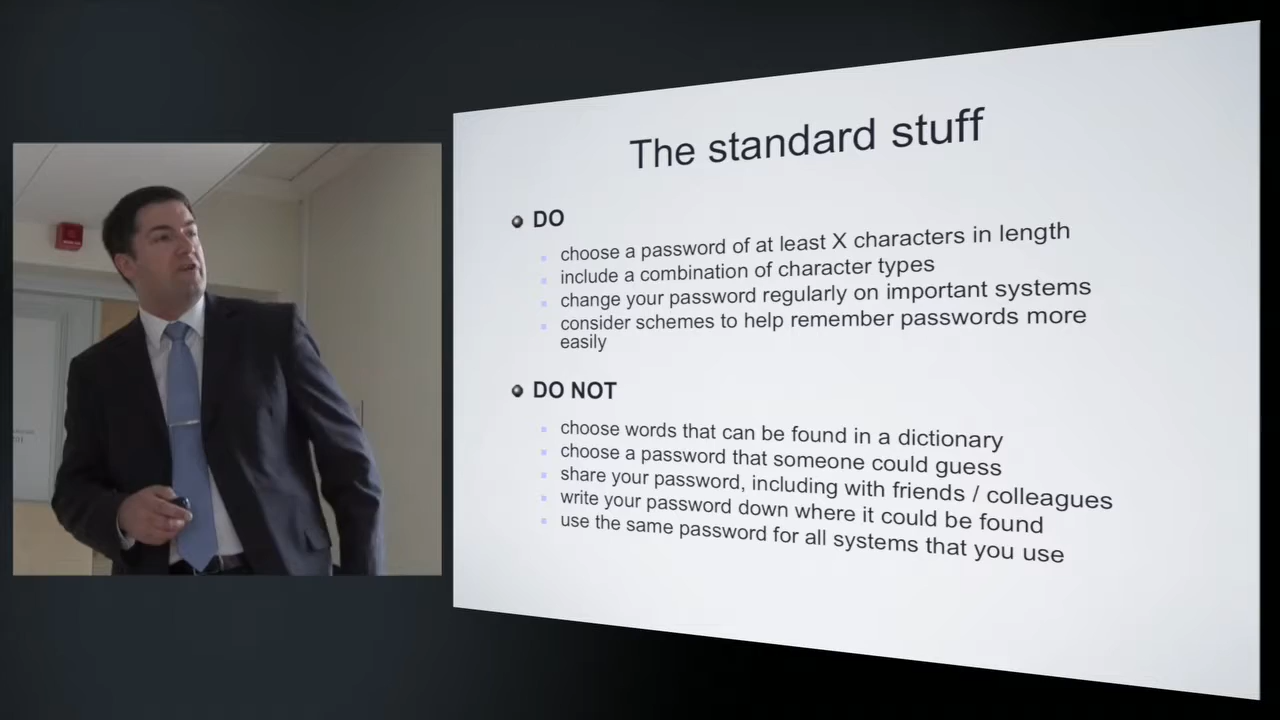 The standard stuff
DO
choose a password of at least X characters in length
include a combination of character types
change your password regularly on important systems
consider schemes to help remember passwords more
easily
DO NOT
choose words that can be found in a dictionary
choose a password that someone could guess
share your password, including with friends / colleagues
write your password down where it could be found
use the same password for all systems that you use